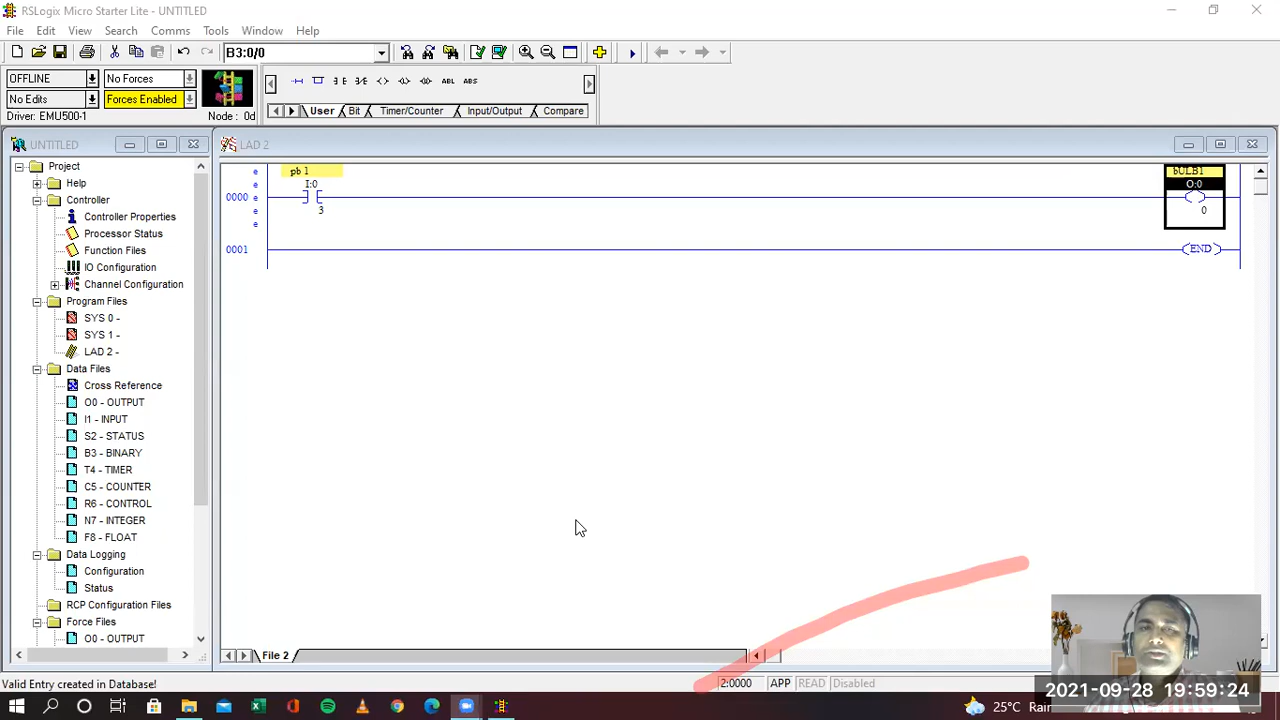 RSLogix Micro Starter Lite - UNTITLED
File Edit View Search Comms Tools Window Help
B3:0/0
OFFLINE No Forces
No Edits Forces Enabled
Driver: EMU500-1 Node : 0d
ABL ABS
User Bit Timer/Counter Input/Output Compare
UNTITLED
Project
Help
Controller
Controller Properties
Processor Status
Function Files
IO Configuration
Channel Configuration
Program Files
SYS 0 -
SYS 1 -
LAD 2 -
Data Files
Cross Reference
O0 - OUTPUT
I1 - INPUT
S2 - STATUS
B3 - BINARY
T4 - TIMER
C5 - COUNTER
R6 - CONTROL
N7 - INTEGER
F8 - FLOAT
Data Logging
Configuration
Status
RCP Configuration Files
Force Files
O0 - OUTPUT
LAD 2
pb 1 bULB1
e
I:0 O:0
e
0000 e
3 0
e
e
0001 END
File 2
Valid Entry created in Database!
2:0000 APP READ Disabled
25°C Rain
2021-09-28 19:59:24